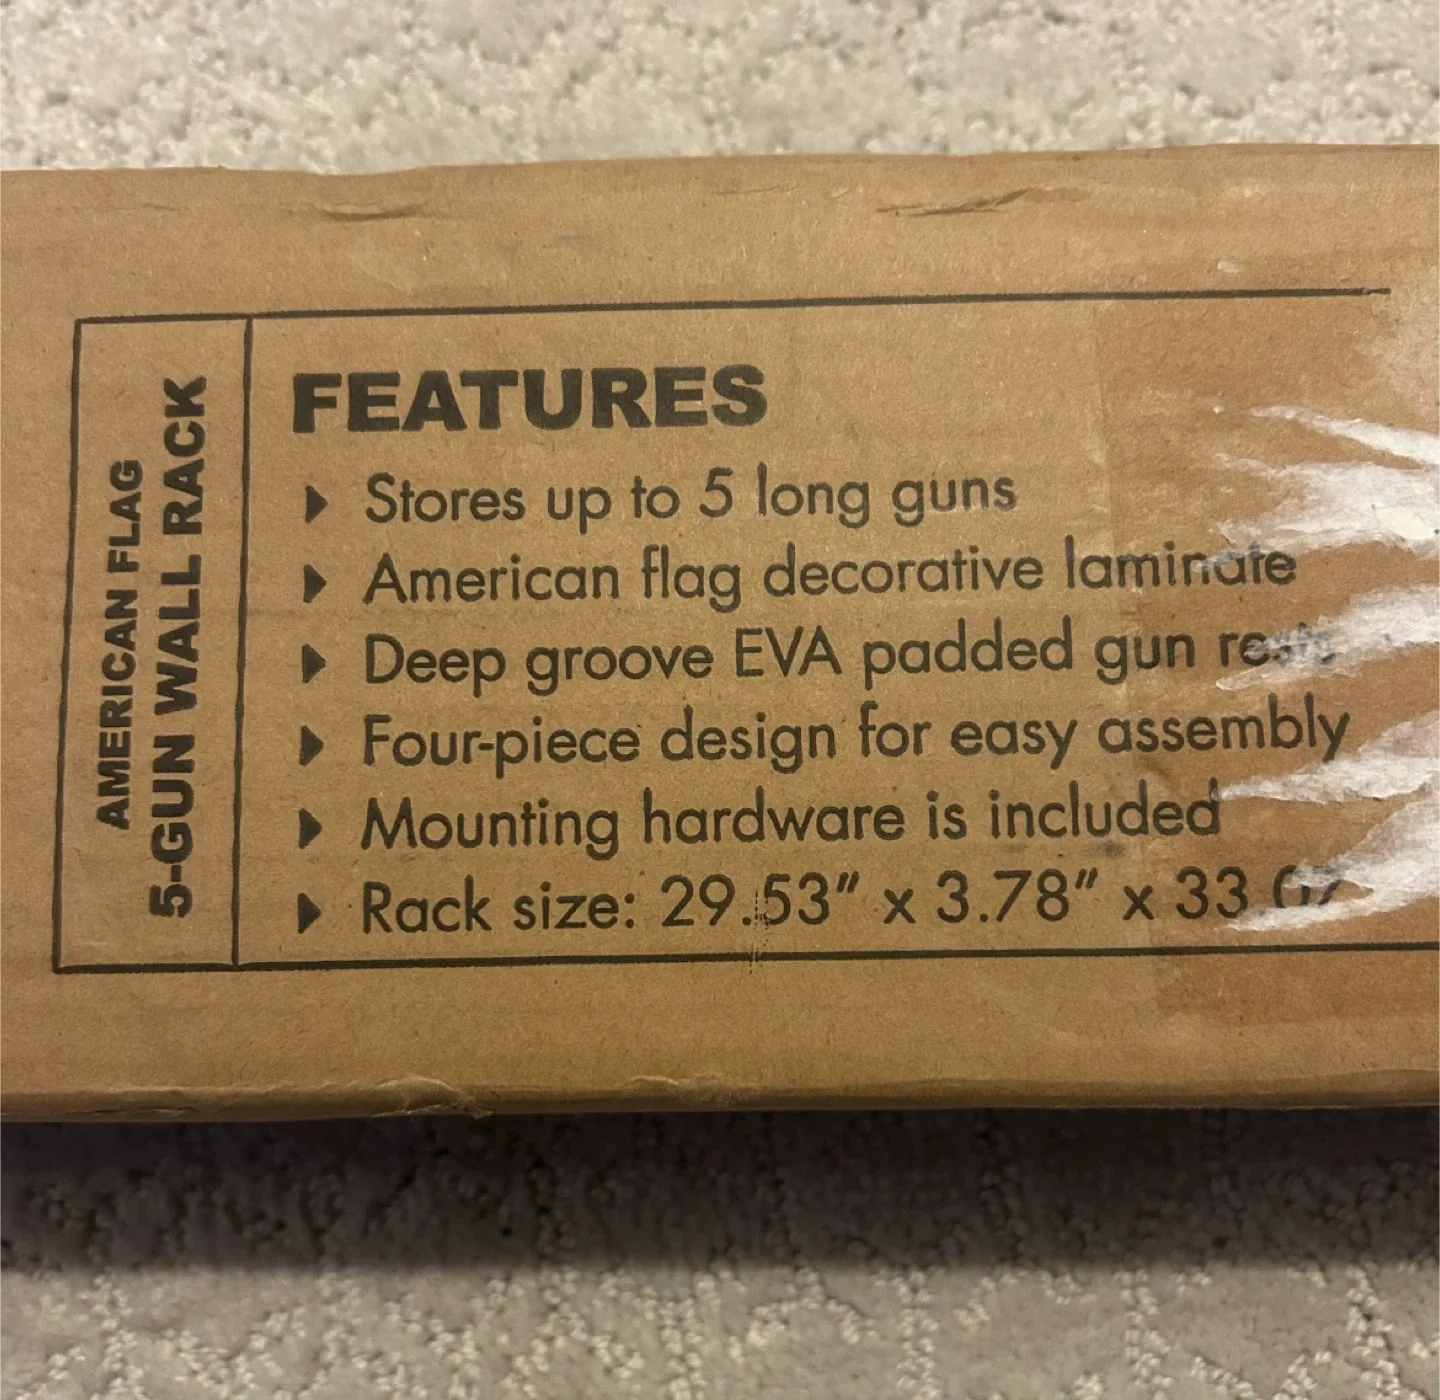 AMERICAN FLAG
5-GUN WALL RACK
FEATURES
Stores up to 5 long guns
American flag decorative laminate
Deep groove EVA padded gun rests
Four-piece design for easy assembly
Mounting hardware is included
Rack size: 29.53" x 3.78" x 33